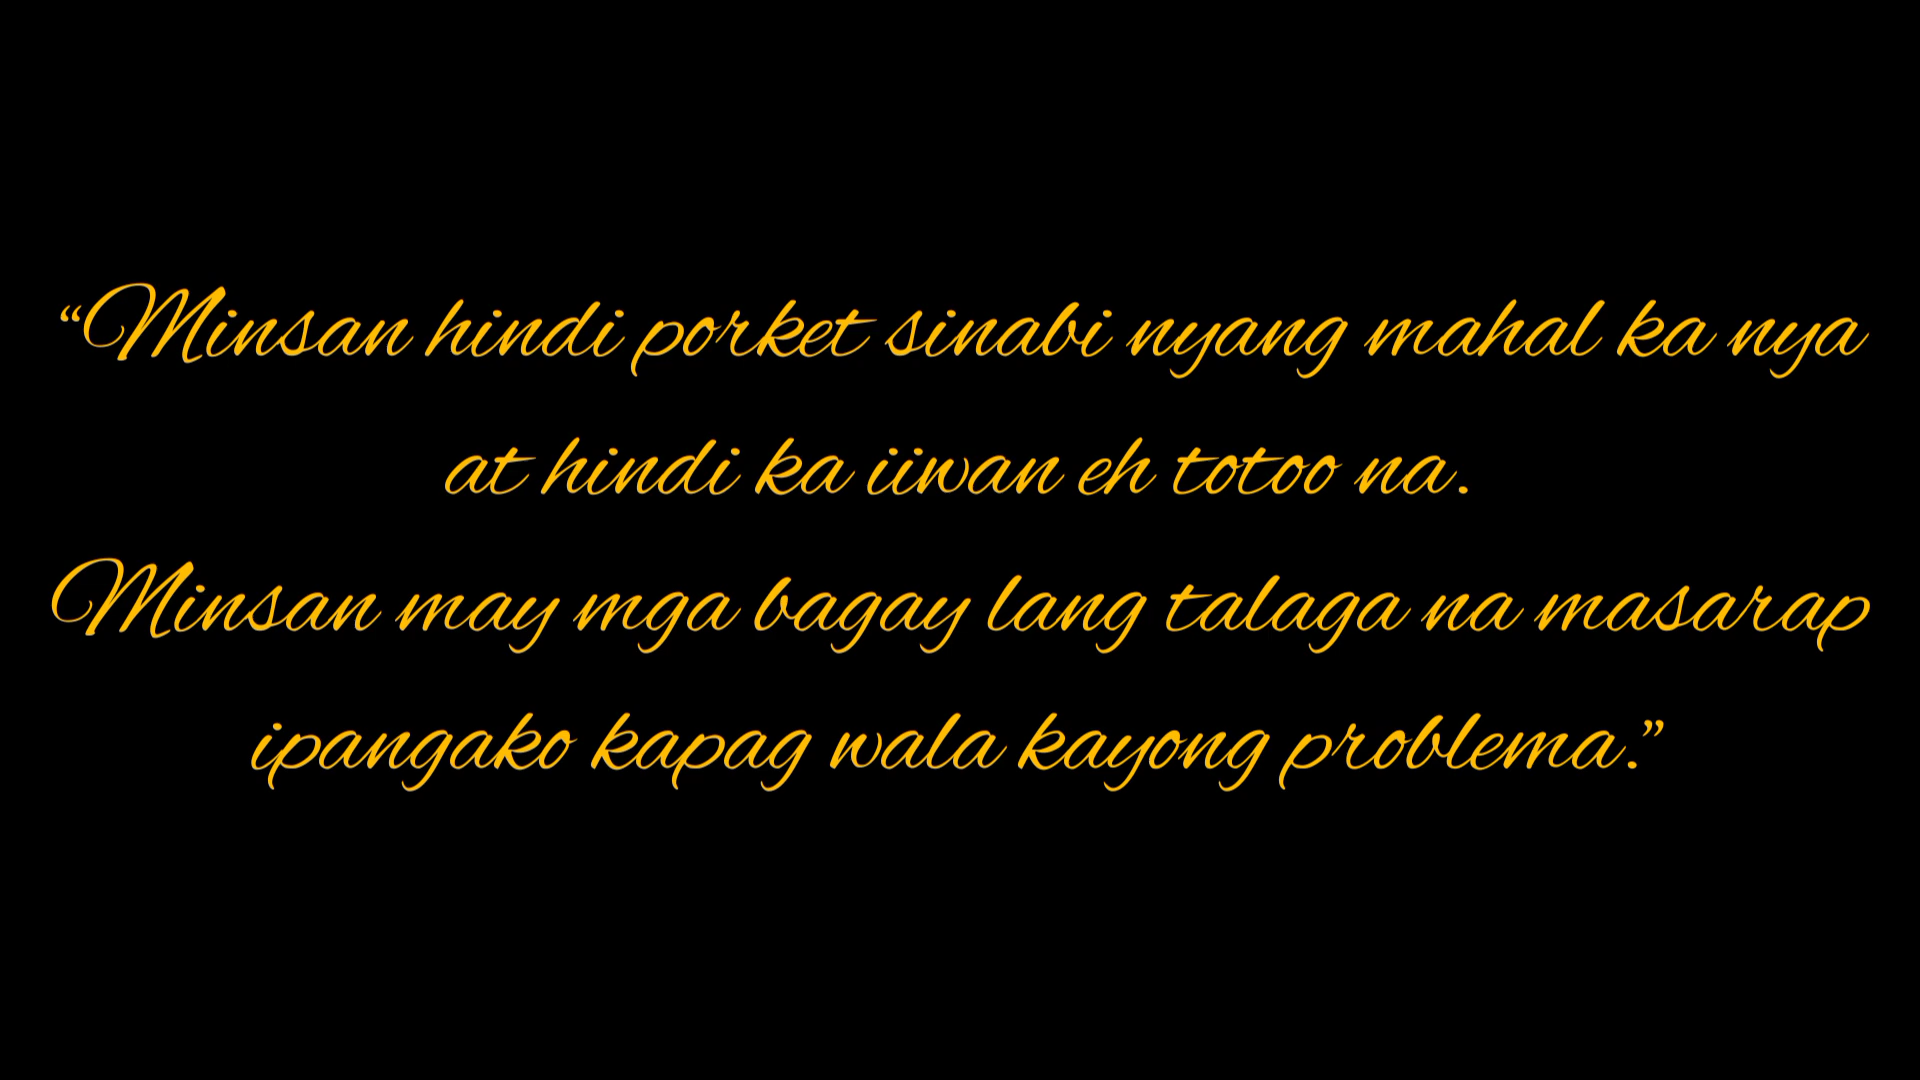 “Minsan hindi porket sinabi nyang mahal ka nya
at hindi ka iiwan eh totoo na.
Minsan may mga bagay lang talaga na masarap
ipangako kapag wala kayong problema.”